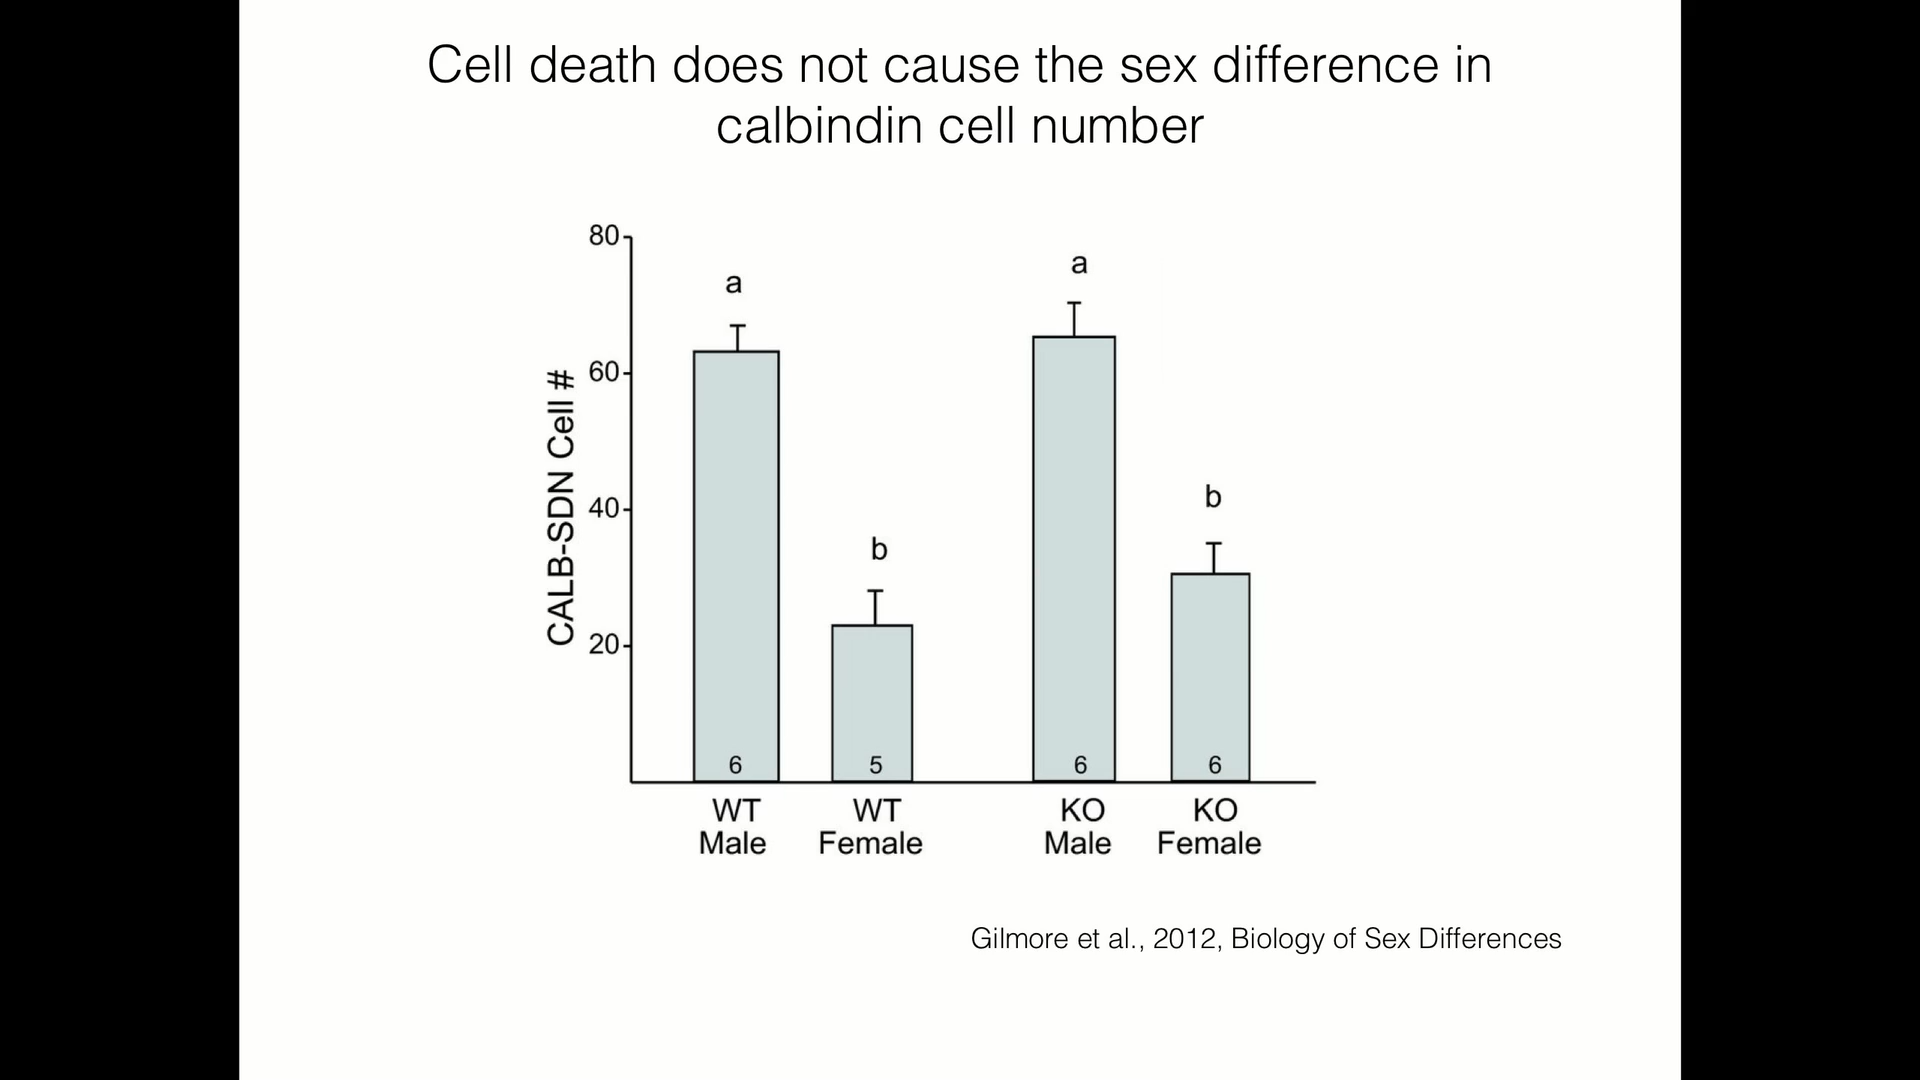 Cell death does not cause the sex difference in
calbindin cell number
CALB-SDN Cell #
80
60
40
20
a
b
a
b
6
5
6
6
WT
Male
WT
Female
KO
Male
KO
Female
Gilmore et al., 2012, Biology of Sex Differences